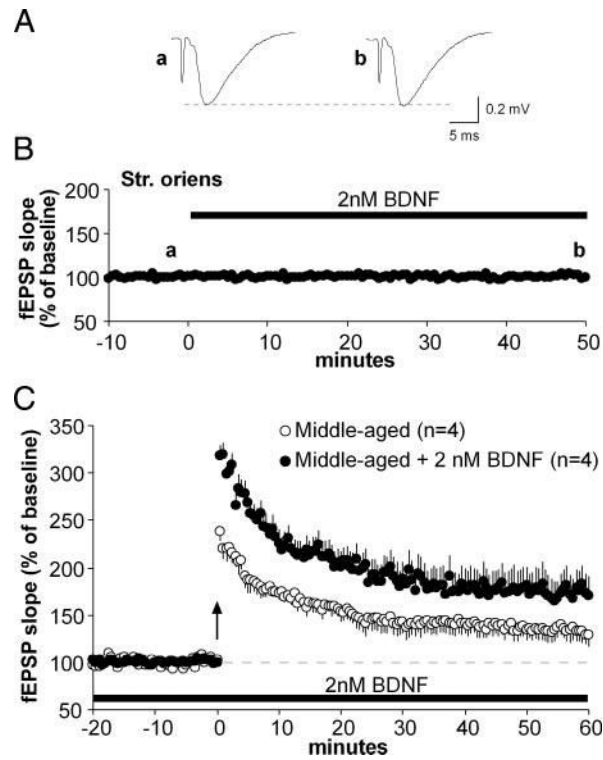 A
a
b
0.2 mV
5 ms
B
Str. oriens
2nM BDNF
fEPSP slope
(% of baseline)
200
150
100
50
a
b
-10 0 10 20 30 40 50
minutes
C
350
300
250
200
150
100
50
fEPSP slope (% of baseline)
Middle-aged (n=4)
Middle-aged + 2 nM BDNF (n=4)
2nM BDNF
-20 -10 0 10 20 30 40 50 60
minutes